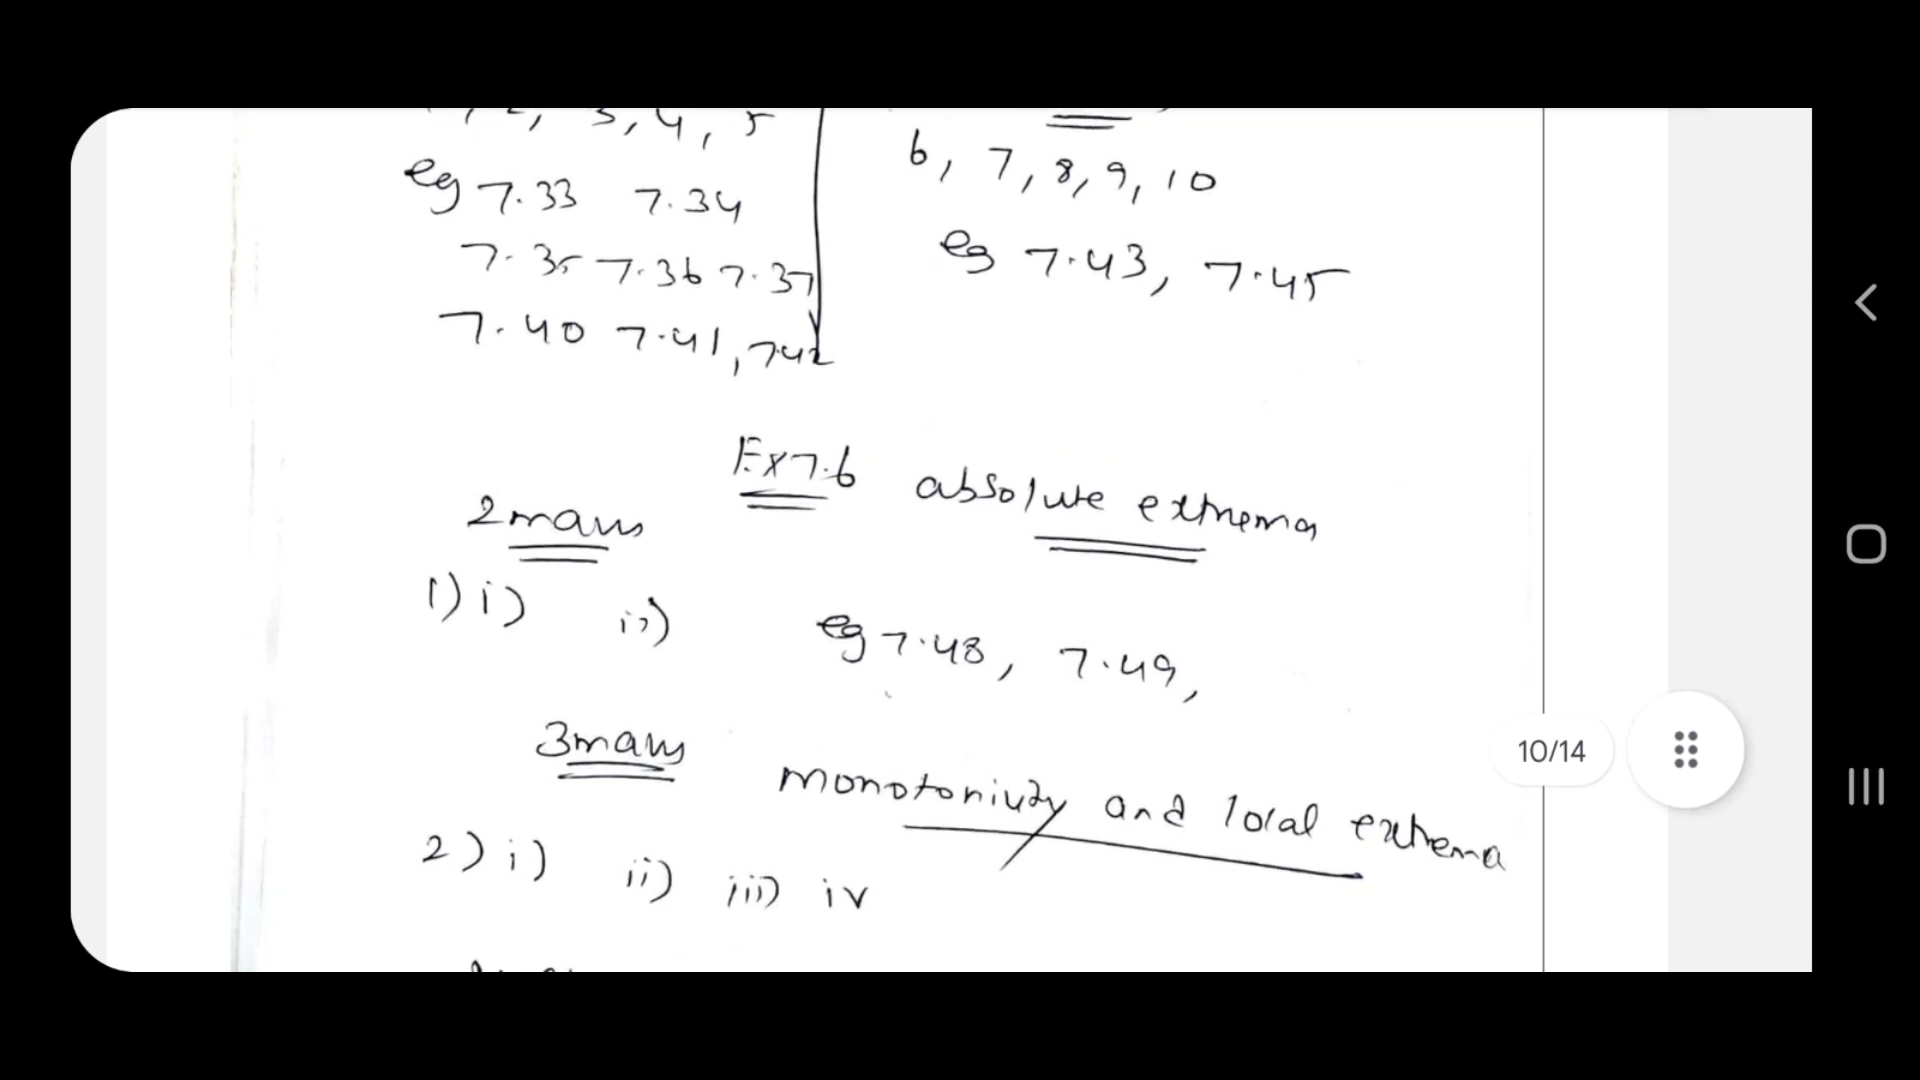 2, 3, 4, 5
eg 7.33 7.34
7.35 7.36 7.37
7.40 7.41, 7.42
6, 7, 8, 9, 10
eg 7.43, 7.45
Ex 7.6 absolute extrema
2 marks
1) i) ii) eg 7.48, 7.49,
3 marks
monotonicity and local extrema
2) i) ii) iii) iv
10/14